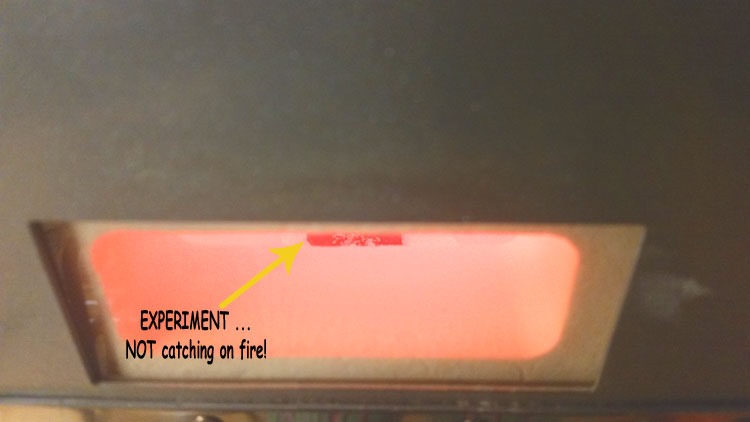 EXPERIMENT ...
NOT catching on fire!